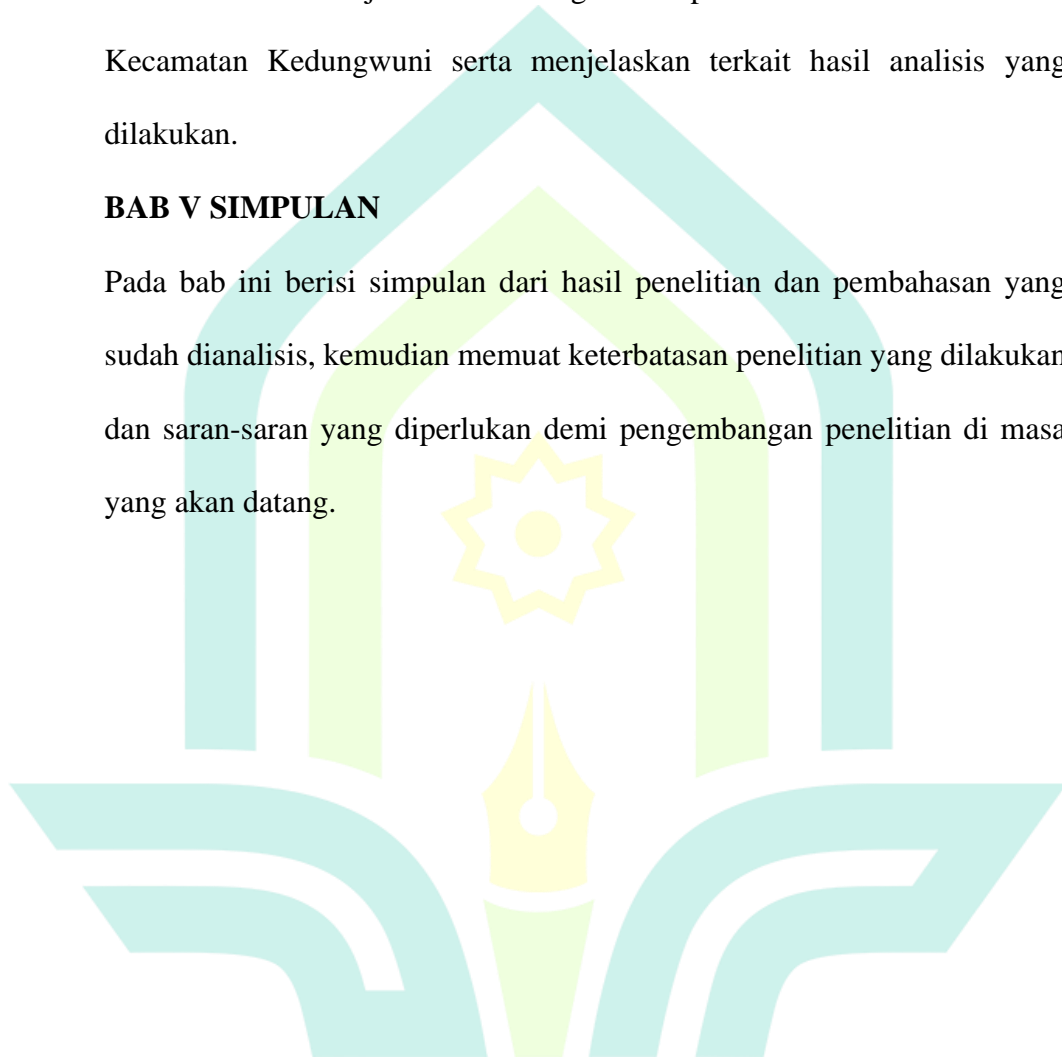 Kecamatan Kedungwuni serta menjelaskan terkait hasil analisis yang
dilakukan.
BAB V SIMPULAN
Pada bab ini berisi simpulan dari hasil penelitian dan pembahasan yang
sudah dianalisis, kemudian memuat keterbatasan penelitian yang dilakukan
dan saran-saran yang diperlukan demi pengembangan penelitian di masa
yang akan datang.